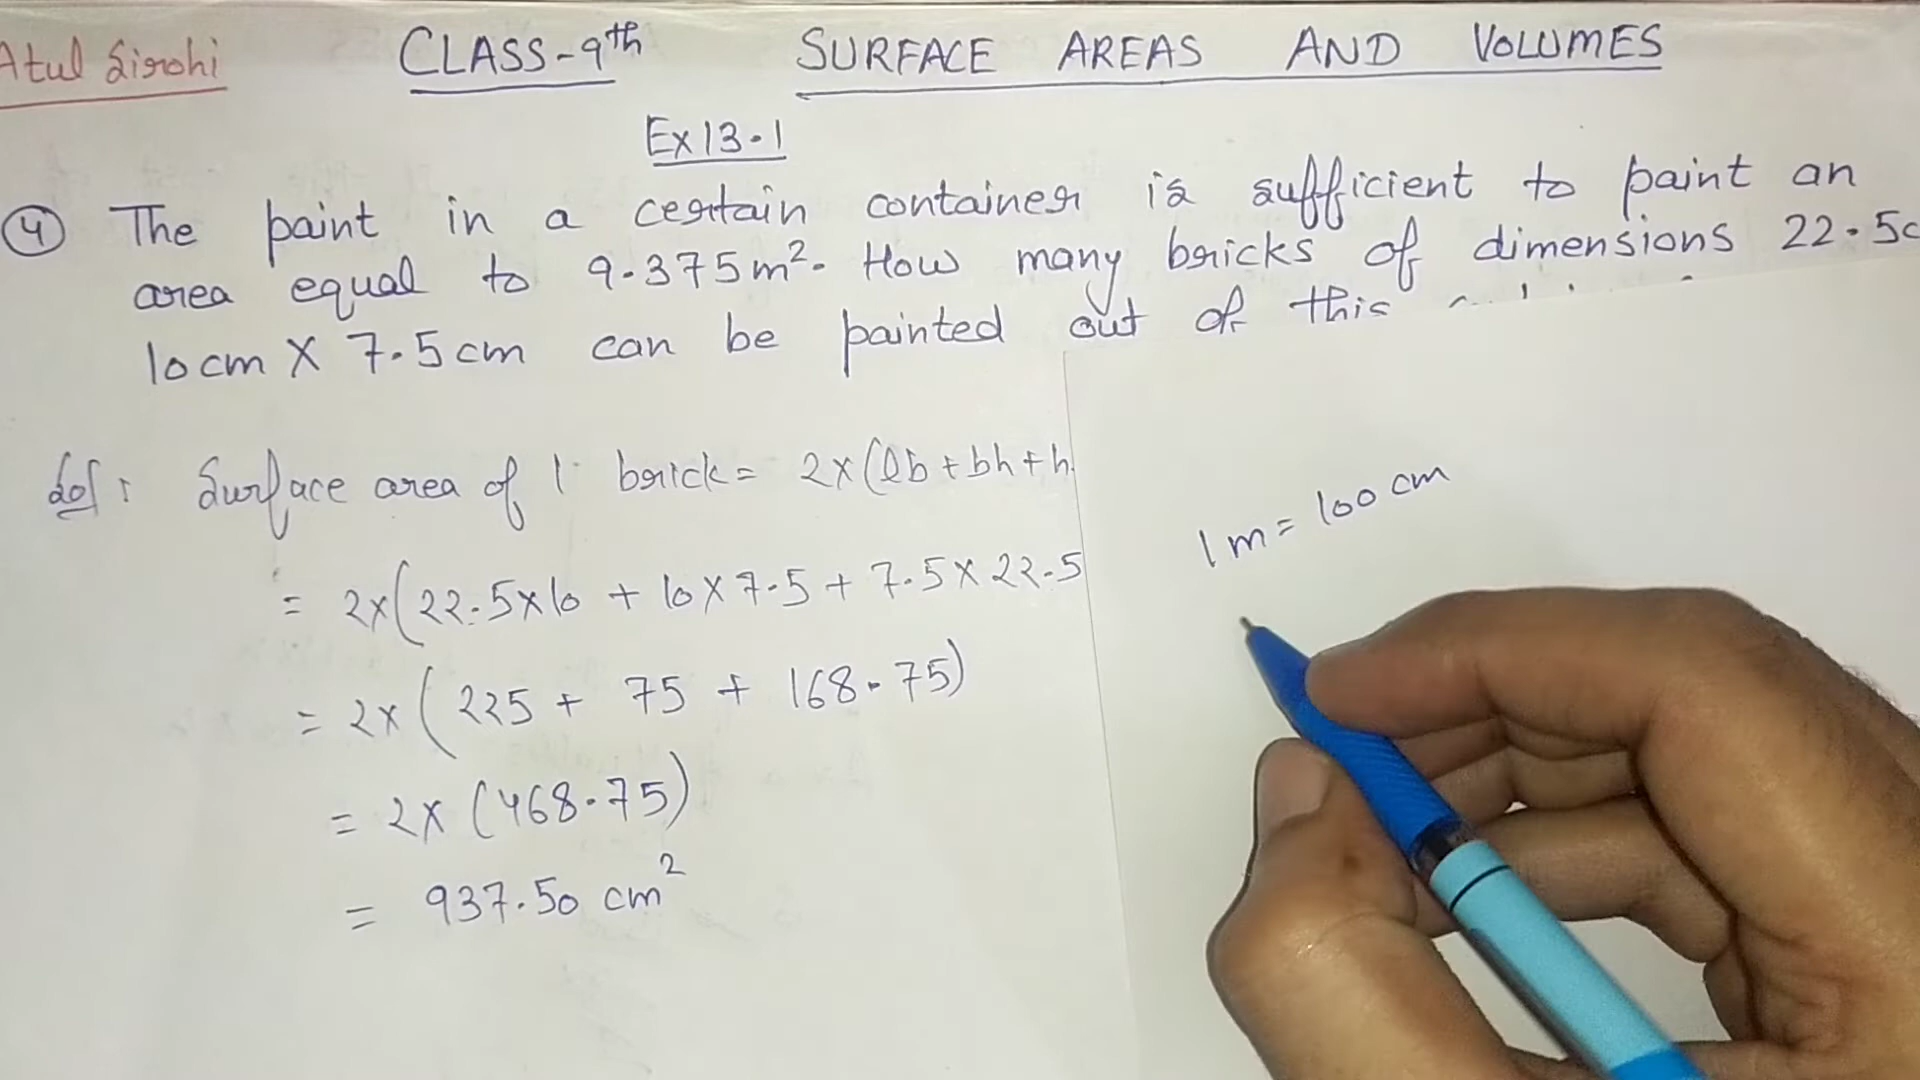 Atul Sirohi
CLASS-9th SURFACE AREAS AND VOLUMES
Ex 13.1
④ The paint in a certain container is sufficient to paint an
area equal to 9.375m². How many bricks of dimensions 22.5c
10cm X 7.5cm can be painted out of this
Sol: Surface area of 1 brick = 2x(lb + bh + h
= 2x(22.5x10 + 10x7.5 + 7.5x22.5
= 2x(225 + 75 + 168.75)
= 2x(468.75)
= 937.50 cm²
1m = 100 cm